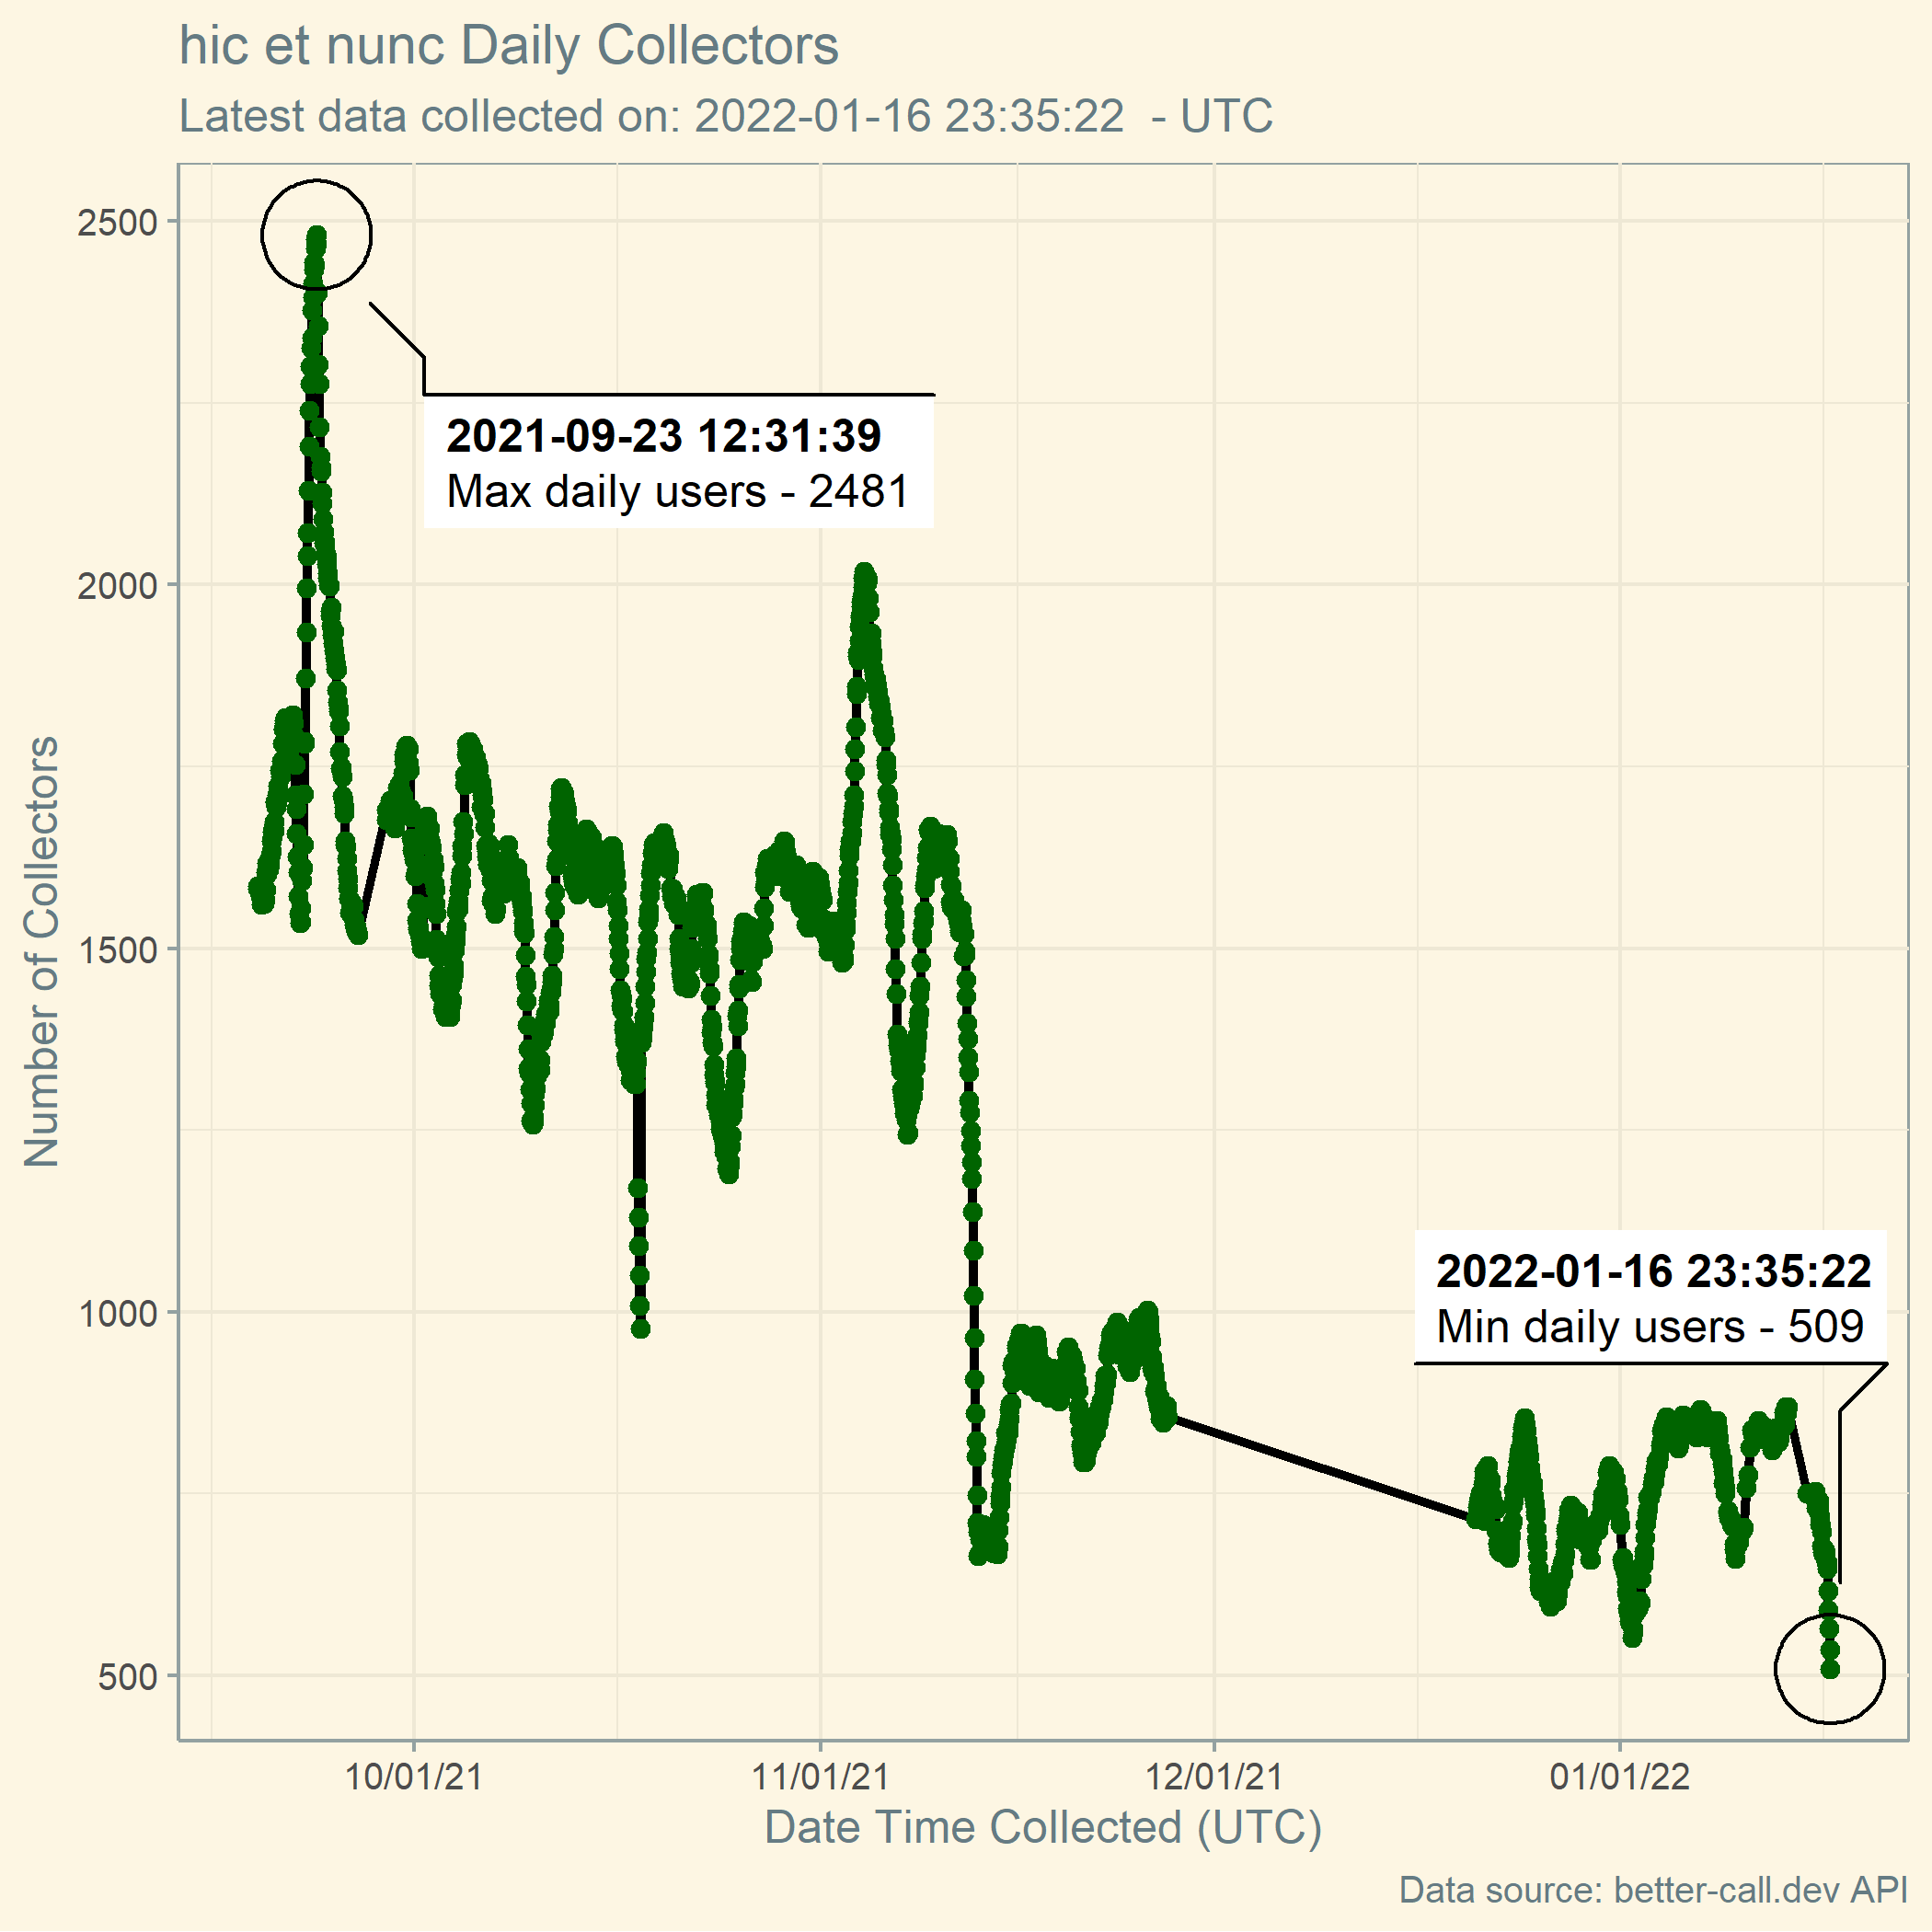 hic et nunc Daily Collectors
Latest data collected on: 2022-01-16 23:35:22  - UTC
Number of Collectors
2500
2000
1500
1000
500
2021-09-23 12:31:39
Max daily users - 2481
2022-01-16 23:35:22
Min daily users - 509
10/01/21
11/01/21
12/01/21
01/01/22
Date Time Collected (UTC)
Data source: better-call.dev API